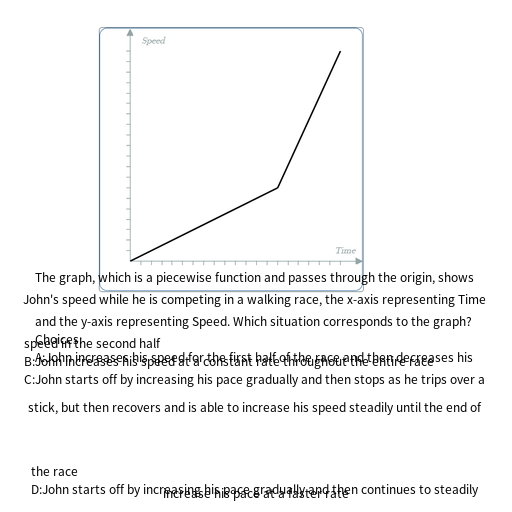 Speed
Time
The graph, which is a piecewise function and passes through the origin, shows
John's speed while he is competing in a walking race, the x-axis representing Time
and the y-axis representing Speed. Which situation corresponds to the graph?
Choices:
A:John increases his speed for the first half of the race and then decreases his
speed in the second half
B:John increases his speed at a constant rate throughout the entire race
C:John starts off by increasing his pace gradually and then stops as he trips over a
stick, but then recovers and is able to increase his speed steadily until the end of
the race
D:John starts off by increasing his pace gradually and then continues to steadily
increase his pace at a faster rate